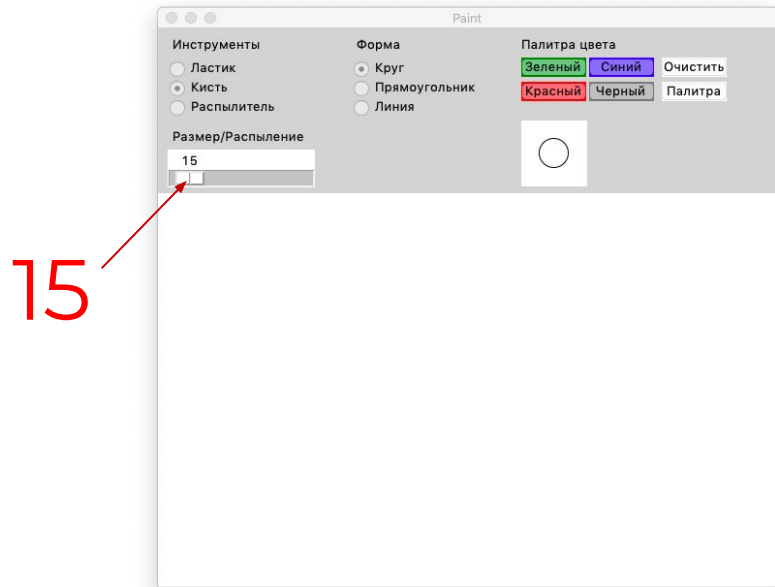 Paint
Инструменты
Ластик
Кисть
Распылитель
Размер/Распыление
15
Форма
Круг
Прямоугольник
Линия
Палитра цвета
Зеленый Синий Очистить
Красный Черный Палитра
15